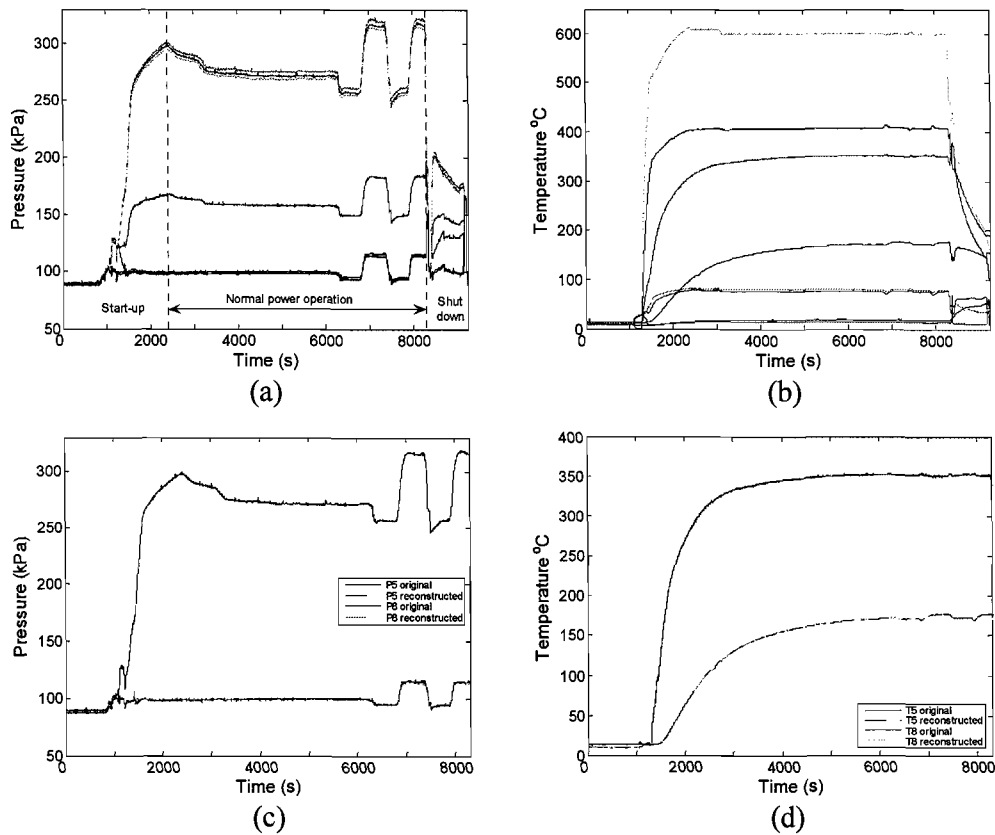 300
250
200
150
100
50
Pressure (kPa)
Start-up
Normal power operation
Shut
down
0 2000 4000 6000 8000
Time (s)
(a)
600
500
400
300
200
100
0
Temperature °C
0 2000 4000 6000 8000
Time (s)
(b)
300
250
200
150
100
50
Pressure (kPa)
P5 original
P5 reconstructed
P8 original
P8 reconstructed
0 2000 4000 6000 8000
Time (s)
(c)
400
350
300
250
200
150
100
50
0
Temperature °C
T5 original
T5 reconstructed
T8 original
T8 reconstructed
0 2000 4000 6000 8000
Time (s)
(d)